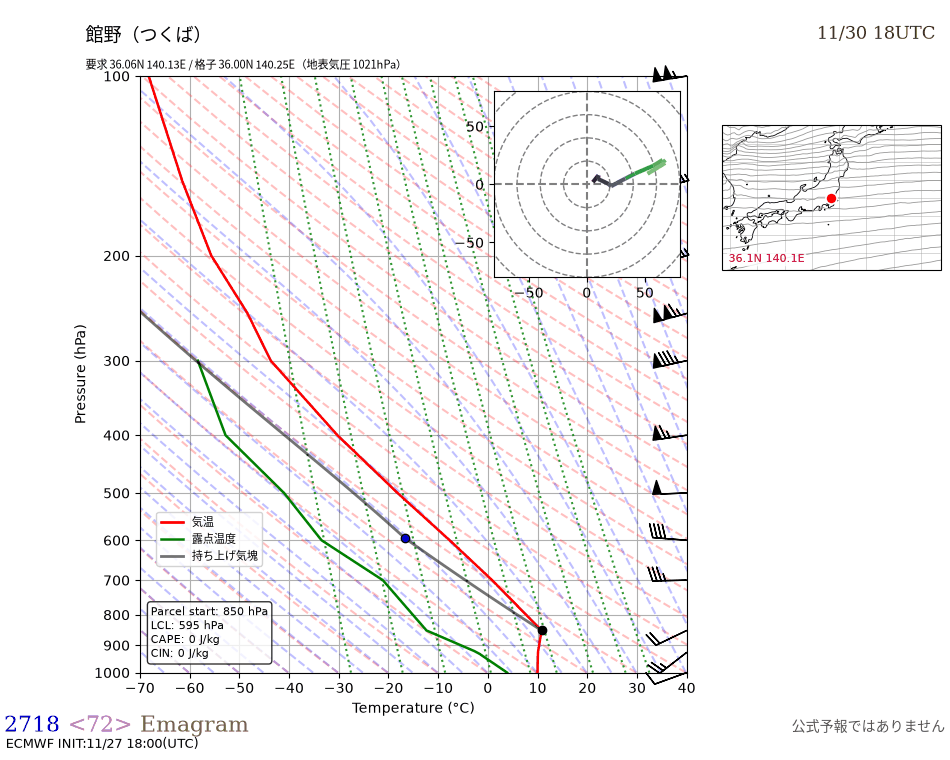 館野（つくば）
11/30 18UTC
要求 36.06N 140.13E / 格子 36.00N 140.25E（地表気圧 1021hPa）
100
200
300
400
500
600
700
800
900
1000
Pressure (hPa)
−70 −60 −50 −40 −30 −20 −10 0 10 20 30 40
Temperature (°C)
50
0
−50
−50 0 50
36.1N 140.1E
気温
露点温度
持ち上げ気塊
Parcel start: 850 hPa
LCL: 595 hPa
CAPE: 0 J/kg
CIN: 0 J/kg
2718 <72> Emagram
公式予報ではありません
ECMWF INIT:11/27 18:00(UTC)